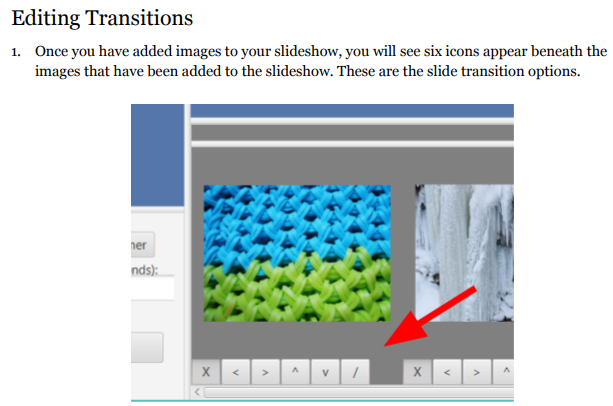 Editing Transitions
1. Once you have added images to your slideshow, you will see six icons appear beneath the
images that have been added to the slideshow. These are the slide transition options.
her
nds):
X < > ^ v / X < > ^
<